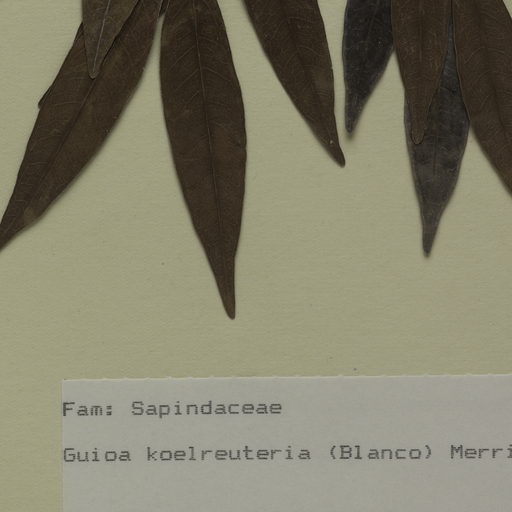 Fam: Sapindaceae
Guioa koelreuteria (Blanco) Merri